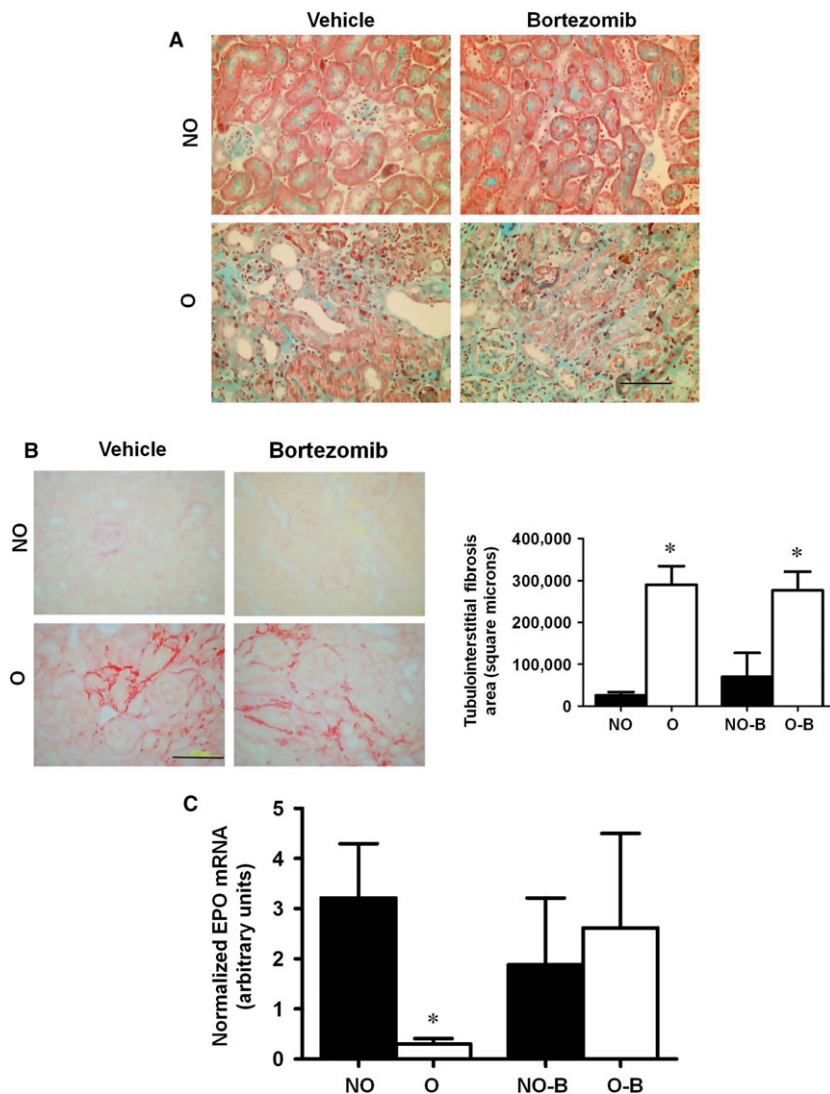 Vehicle Bortezomib
A
NO
O
B
Vehicle Bortezomib
NO
O
Tubulointerstitial fibrosis
area (square microns)
400,000
300,000
200,000
100,000
0
*
*
NO O NO-B O-B
C
Normalized EPO mRNA
(arbitrary units)
5
4
3
2
1
0
*
NO O NO-B O-B